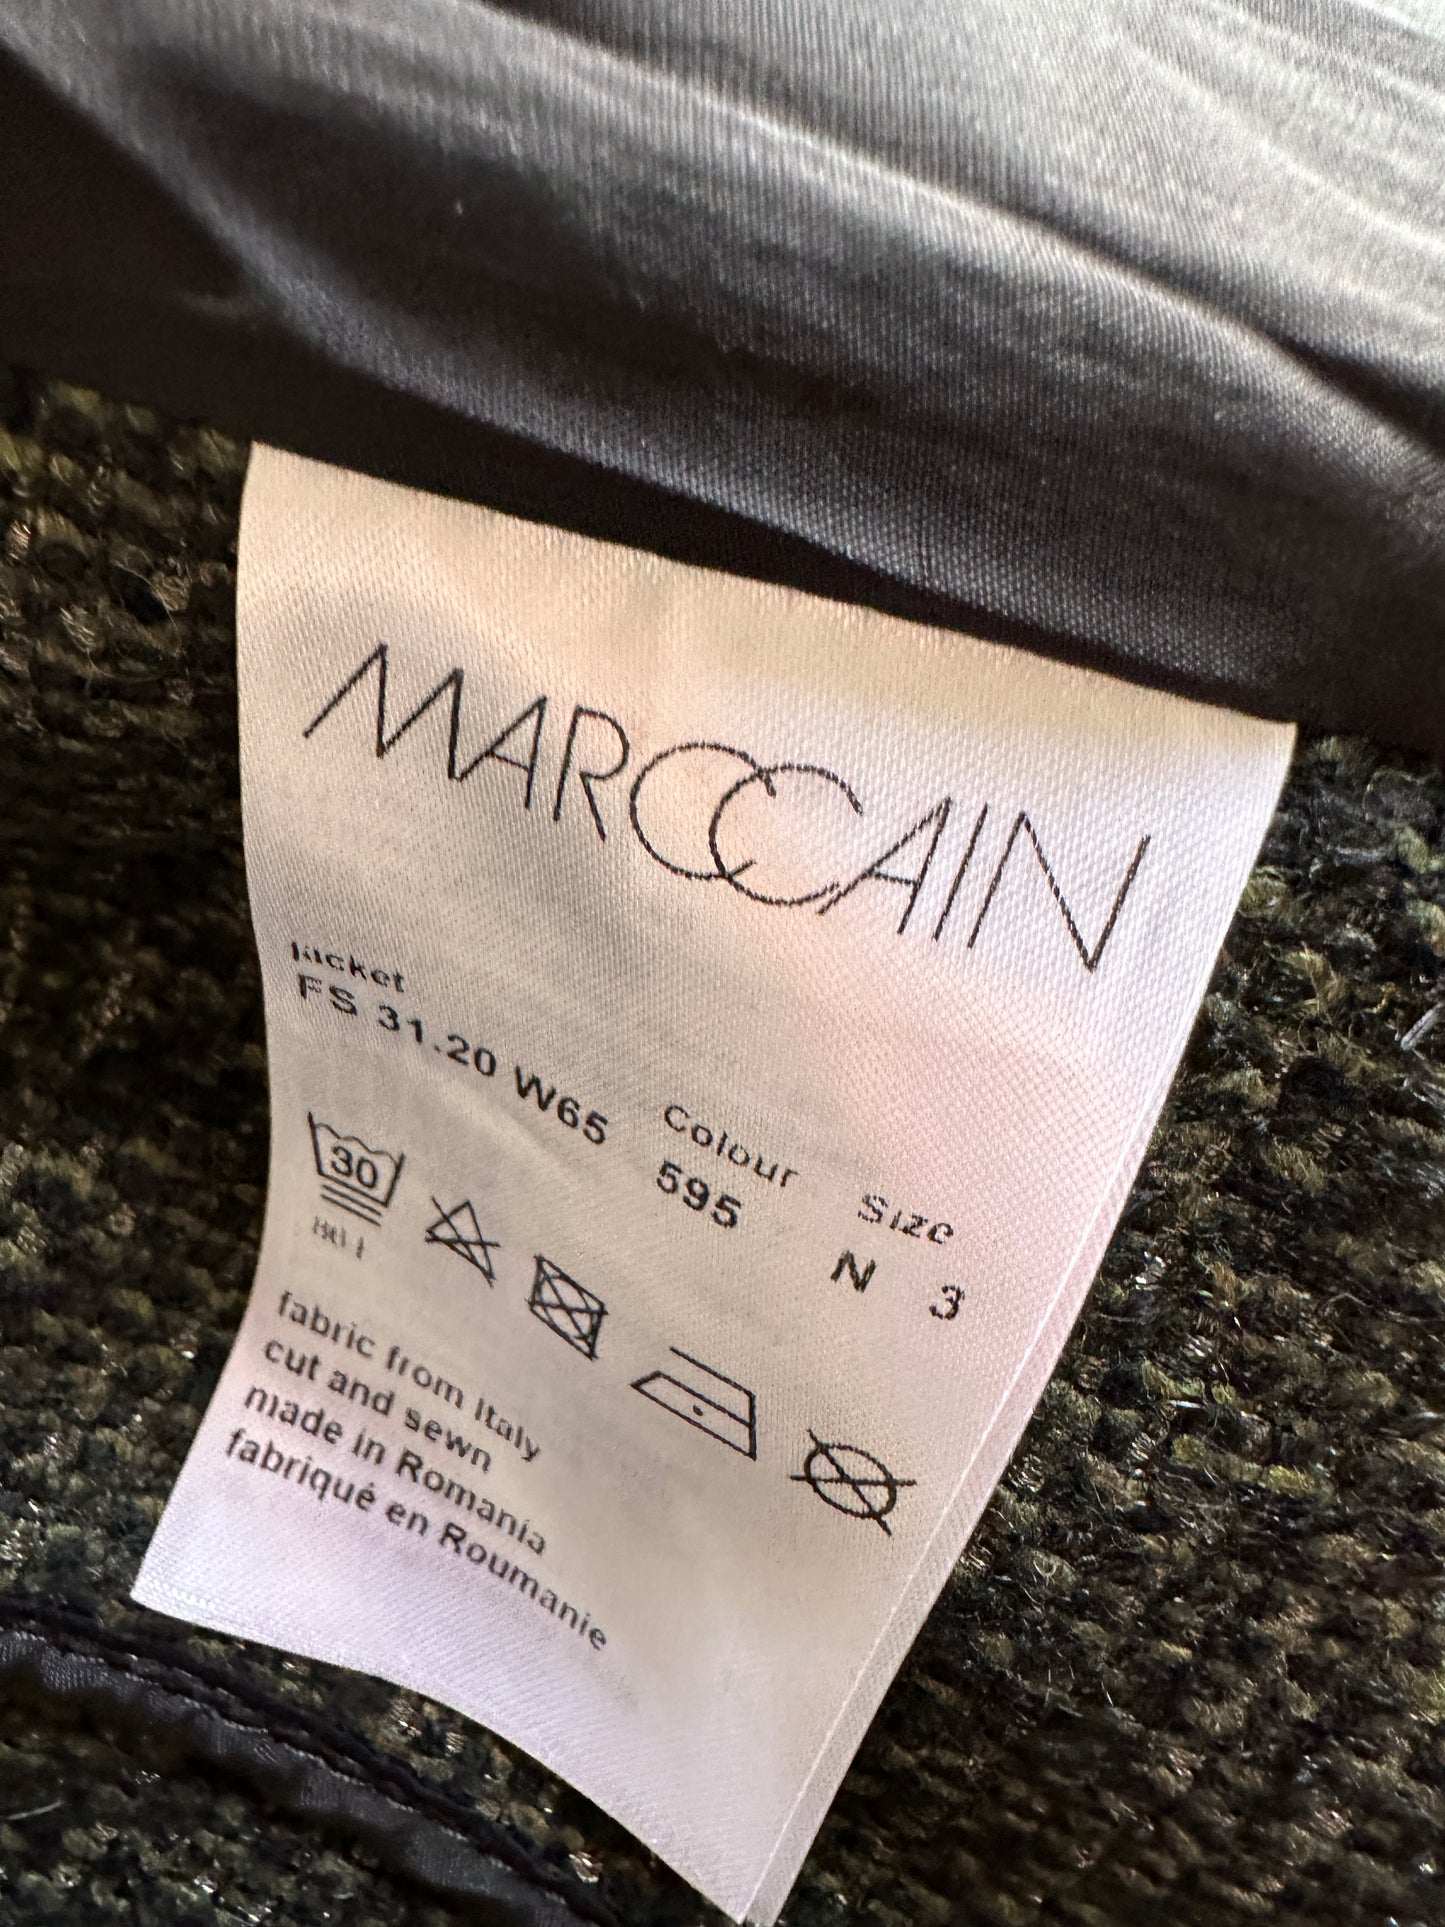 MARCCAIN
Jacket
FS 31.20 W65
Colour
595
Size
N 3
30
fabric from Italy
cut and sewn
made in Romania
fabriqué en Roumanie